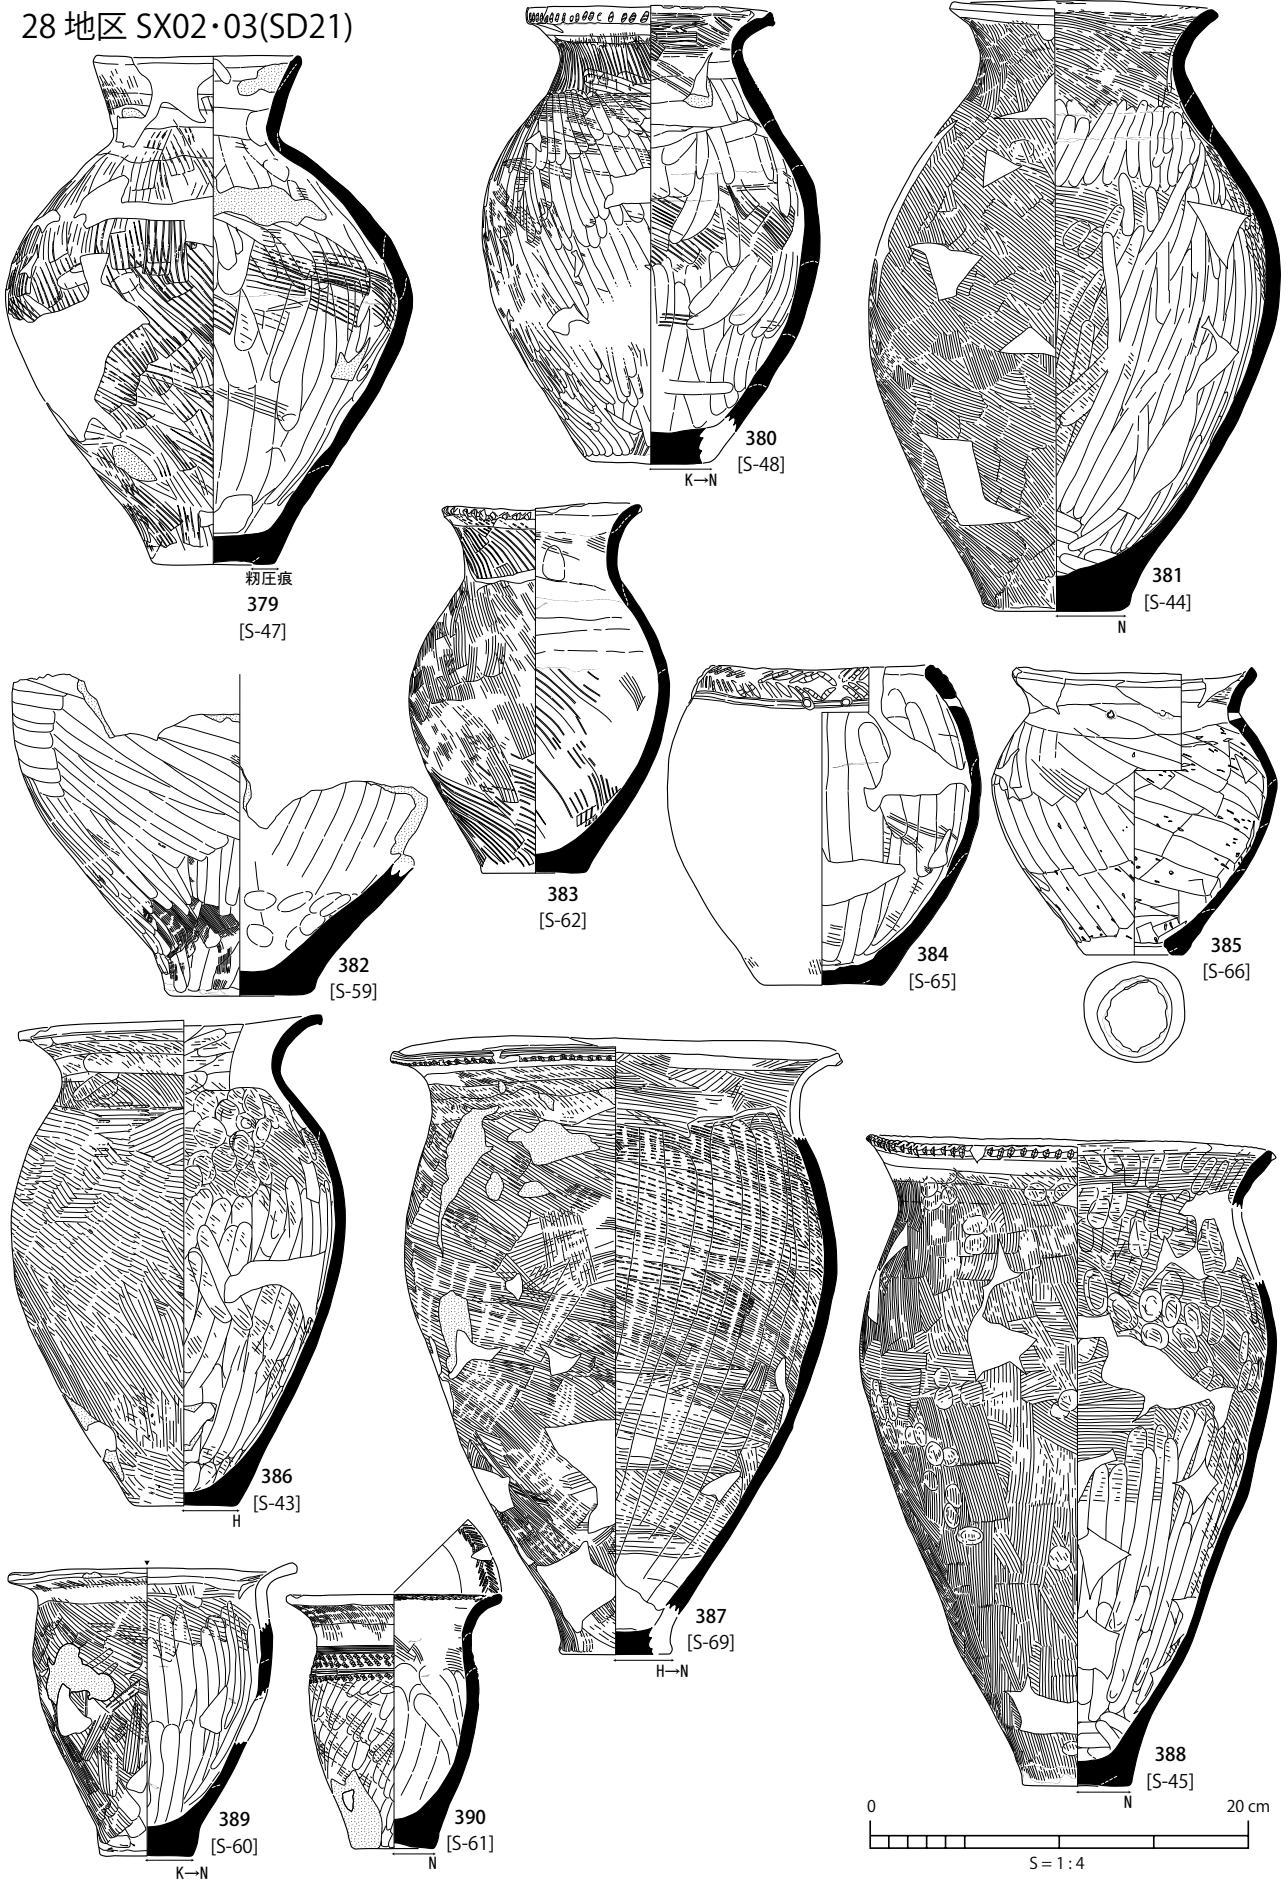 28 地区 SX02・03(SD21)
籾圧痕
379
[S-47]
380
[S-48]
K→N
381
[S-44]
N
382
[S-59]
383
[S-62]
384
[S-65]
385
[S-66]
386
[S-43]
H
387
[S-69]
H→N
388
[S-45]
N
389
[S-60]
K→N
390
[S-61]
N
0 20 cm
S = 1 : 4